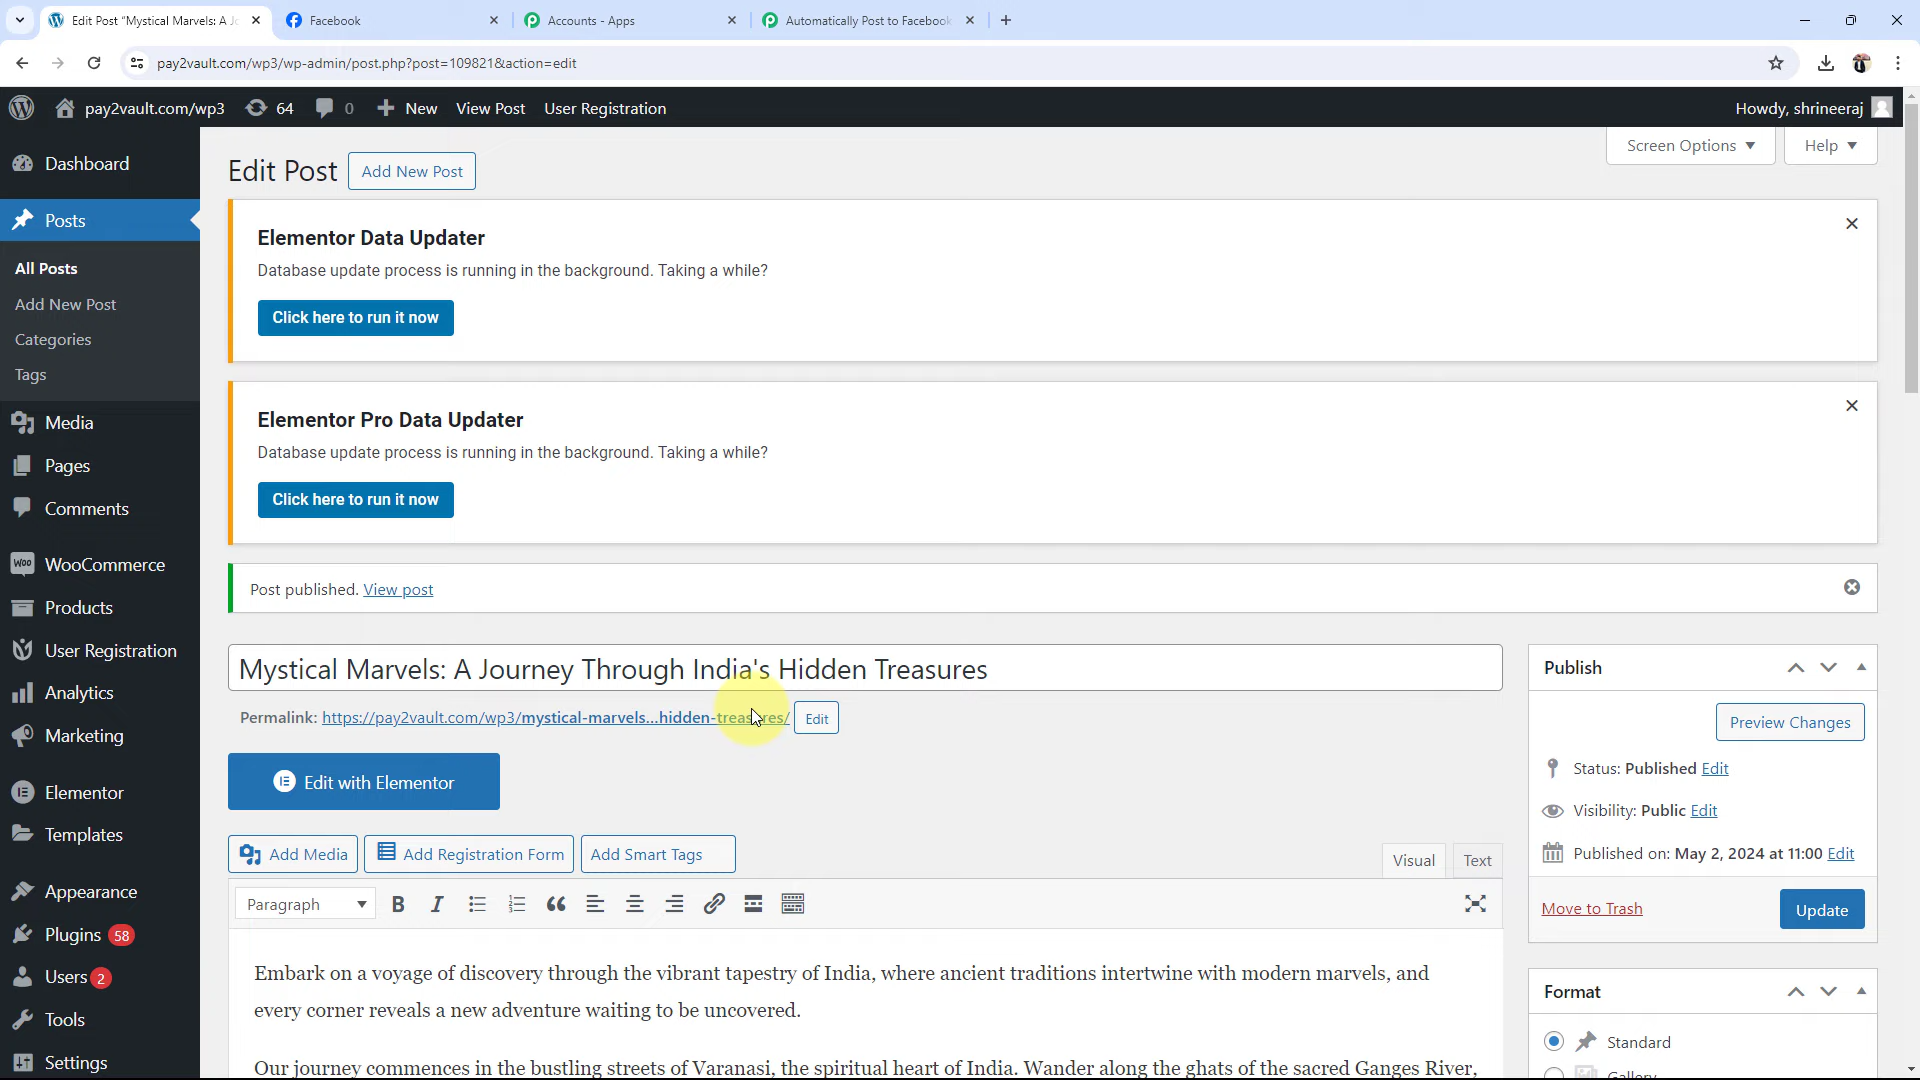 Edit Post “Mystical Marvels: A Jo
Facebook
Accounts - Apps
Automatically Post to Facebook
pay2vault.com/wp3/wp-admin/post.php?post=109821&action=edit
pay2vault.com/wp3
64
0
New
View Post
User Registration
Howdy, shrineeraj
Dashboard
Posts
All Posts
Add New Post
Categories
Tags
Media
Pages
Comments
WooCommerce
Products
User Registration
Analytics
Marketing
Elementor
Templates
Appearance
Plugins 58
Users 2
Tools
Settings
Screen Options
Help
Edit Post
Add New Post
Elementor Data Updater
Database update process is running in the background. Taking a while?
Click here to run it now
Elementor Pro Data Updater
Database update process is running in the background. Taking a while?
Click here to run it now
Post published. View post
Mystical Marvels: A Journey Through India's Hidden Treasures
Permalink: https://pay2vault.com/wp3/mystical-marvels...hidden-treasures/ Edit
Edit with Elementor
Add Media
Add Registration Form
Add Smart Tags
Visual
Text
Paragraph
Embark on a voyage of discovery through the vibrant tapestry of India, where ancient traditions intertwine with modern marvels, and
every corner reveals a new adventure waiting to be uncovered.
Our journey commences in the bustling streets of Varanasi, the spiritual heart of India. Wander along the ghats of the sacred Ganges River,
Publish
Preview Changes
Status: Published Edit
Visibility: Public Edit
Published on: May 2, 2024 at 11:00 Edit
Move to Trash
Update
Format
Standard
Gallery